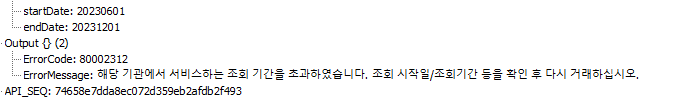 startDate: 20230601
endDate: 20231201
Output {} (2)
ErrorCode: 80002312
ErrorMessage: 해당 기관에서 서비스하는 조회 기간을 초과하였습니다. 조회 시작일/조회기간 등을 확인 후 다시 거래하십시오.
API_SEQ: 74658e7dda8ec072d359eb2afdb2f493